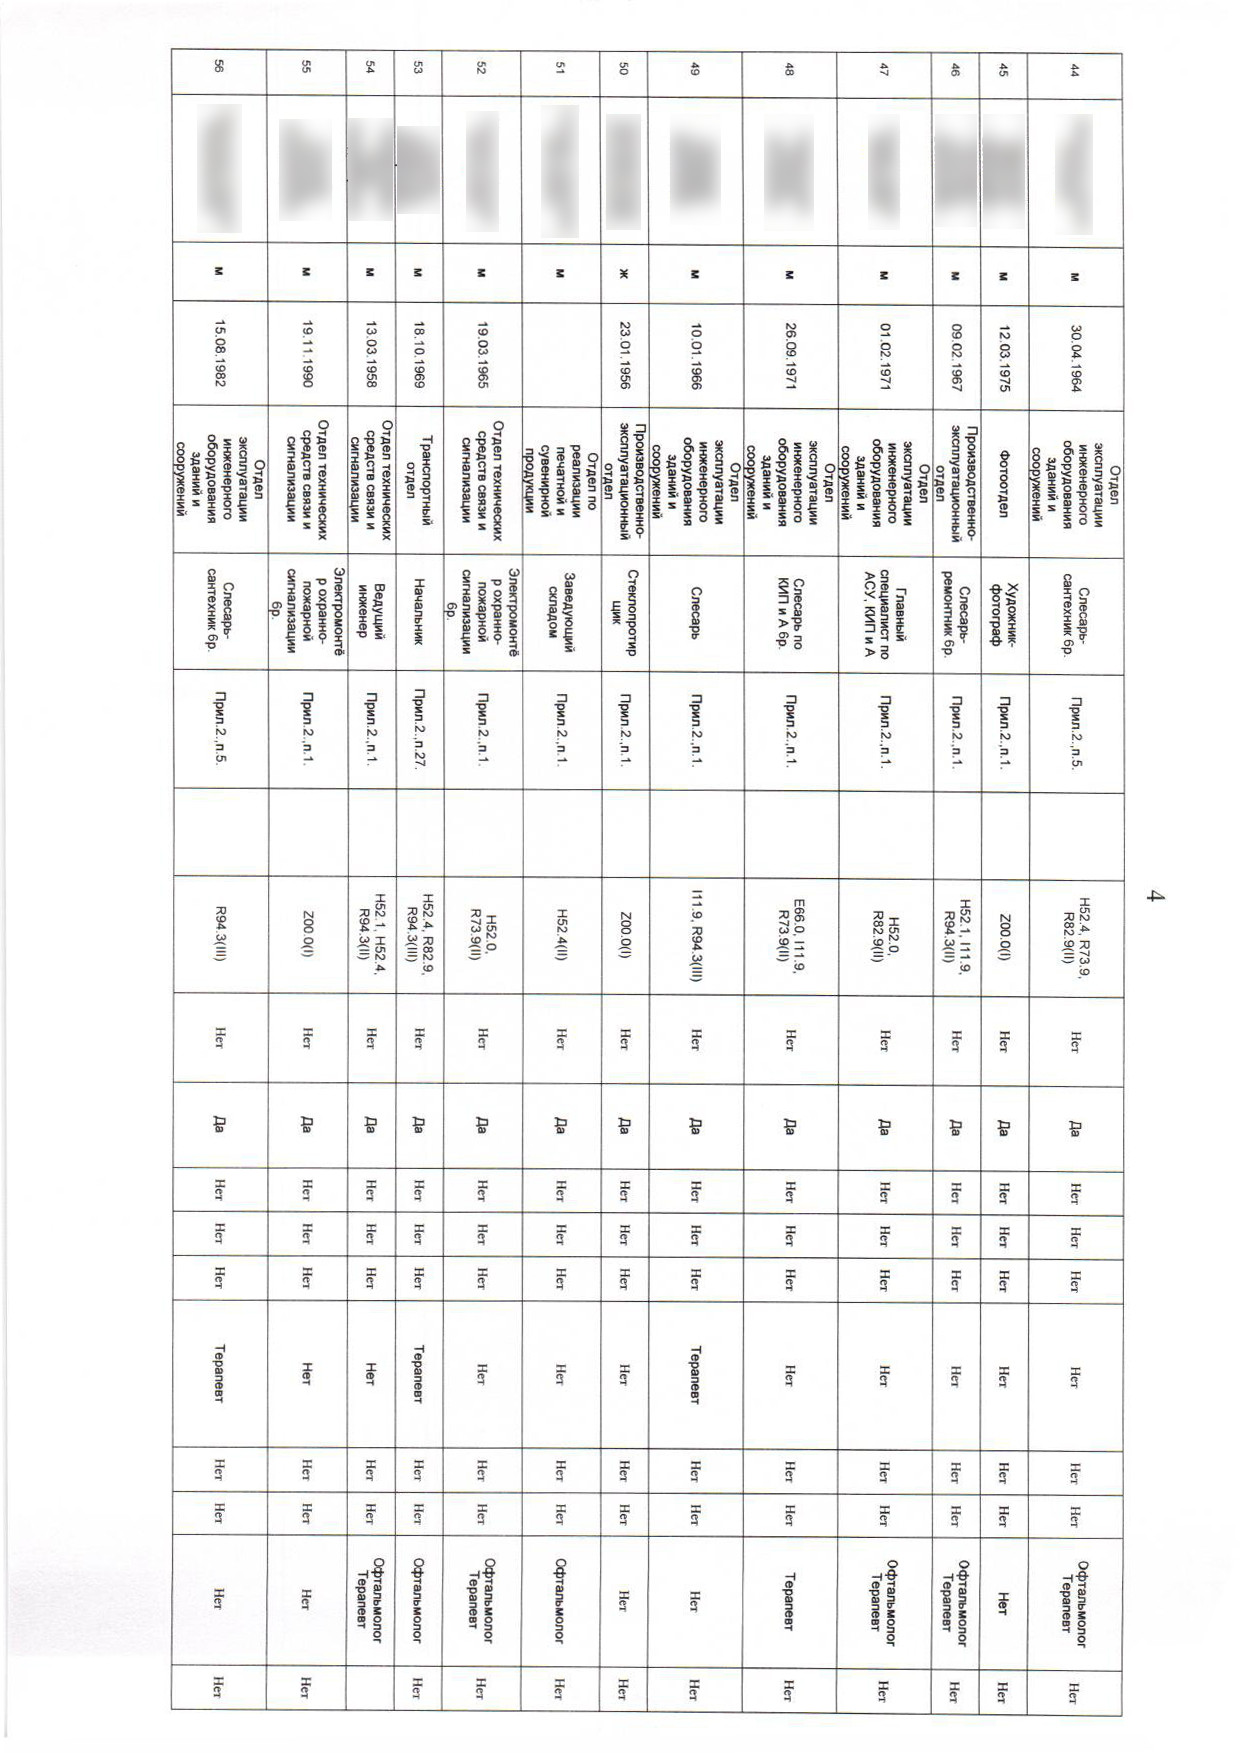 4
44
м
30.04.1964
Отдел
эксплуатации
инженерного
оборудования
зданий и
сооружений
Слесарь-
сантехник 6р.
Прил.2.,п.5.
H52.4, R73.9,
R82.9(II)
Нет
Да
Нет
Нет
Нет
Нет
Нет
Нет
Офтальмолог
Терапевт
Нет
45
м
12.03.1975
Фотоотдел
Художник-
фотограф
Прил.2.,п.1.
Z00.0(I)
Нет
Да
Нет
Нет
Нет
Нет
Нет
Нет
Нет
Нет
46
м
09.02.1967
Производственно-
эксплуатационный
отдел
Слесарь-
ремонтник 6р.
Прил.2.,п.1.
H52.1, I11.9,
R94.3(II)
Нет
Да
Нет
Нет
Нет
Нет
Нет
Нет
Офтальмолог
Терапевт
Нет
47
м
01.02.1971
Отдел
эксплуатации
инженерного
оборудования
зданий и
сооружений
Главный
специалист по
АСУ, КИП и А
Прил.2.,п.1.
H52.0,
R82.9(II)
Нет
Да
Нет
Нет
Нет
Нет
Нет
Нет
Офтальмолог
Терапевт
Нет
48
м
26.09.1971
Отдел
эксплуатации
инженерного
оборудования
зданий и
сооружений
Слесарь по
КИП и А 6р.
Прил.2.,п.1.
E66.0, I11.9,
R73.9(II)
Нет
Да
Нет
Нет
Нет
Нет
Нет
Нет
Терапевт
Нет
49
м
10.01.1966
Отдел
эксплуатации
инженерного
оборудования
зданий и
сооружений
Слесарь
Прил.2.,п.1.
I11.9, R94.3(III)
Нет
Да
Нет
Нет
Нет
Терапевт
Нет
Нет
Нет
Нет
50
ж
23.01.1956
Производственно-
эксплуатационный
отдел
Стеклопротир
щик
Прил.2.,п.1.
Z00.0(I)
Нет
Да
Нет
Нет
Нет
Нет
Нет
Нет
Нет
Нет
51
м
Отдел по
реализации
печатной и
сувенирной
продукции
Заведующий
складом
Прил.2.,п.1.
H52.4(II)
Нет
Да
Нет
Нет
Нет
Нет
Нет
Нет
Офтальмолог
Нет
52
м
19.03.1965
Отдел технических
средств связи и
сигнализации
Электромонтё
р охранно-
пожарной
сигнализации
6р.
Прил.2.,п.1.
H52.0,
R73.9(II)
Нет
Да
Нет
Нет
Нет
Нет
Нет
Нет
Офтальмолог
Терапевт
Нет
53
м
18.10.1969
Транспортный
отдел
Начальник
Прил.2.,п.27.
H52.4, R82.9,
R94.3(III)
Нет
Да
Нет
Нет
Нет
Терапевт
Нет
Нет
Офтальмолог
Нет
54
м
13.03.1958
Отдел технических
средств связи и
сигнализации
Ведущий
инженер
Прил.2.,п.1.
H52.1, H52.4,
R94.3(II)
Нет
Да
Нет
Нет
Нет
Нет
Нет
Нет
Офтальмолог
Терапевт
55
м
19.11.1990
Отдел технических
средств связи и
сигнализации
Электромонтё
р охранно-
пожарной
сигнализации
6р.
Прил.2.,п.1.
Z00.0(I)
Нет
Да
Нет
Нет
Нет
Нет
Нет
Нет
Нет
Нет
56
м
15.08.1982
Отдел
эксплуатации
инженерного
оборудования
зданий и
сооружений
Слесарь-
сантехник 6р.
Прил.2.,п.5.
R94.3(III)
Нет
Да
Нет
Нет
Нет
Терапевт
Нет
Нет
Нет
Нет